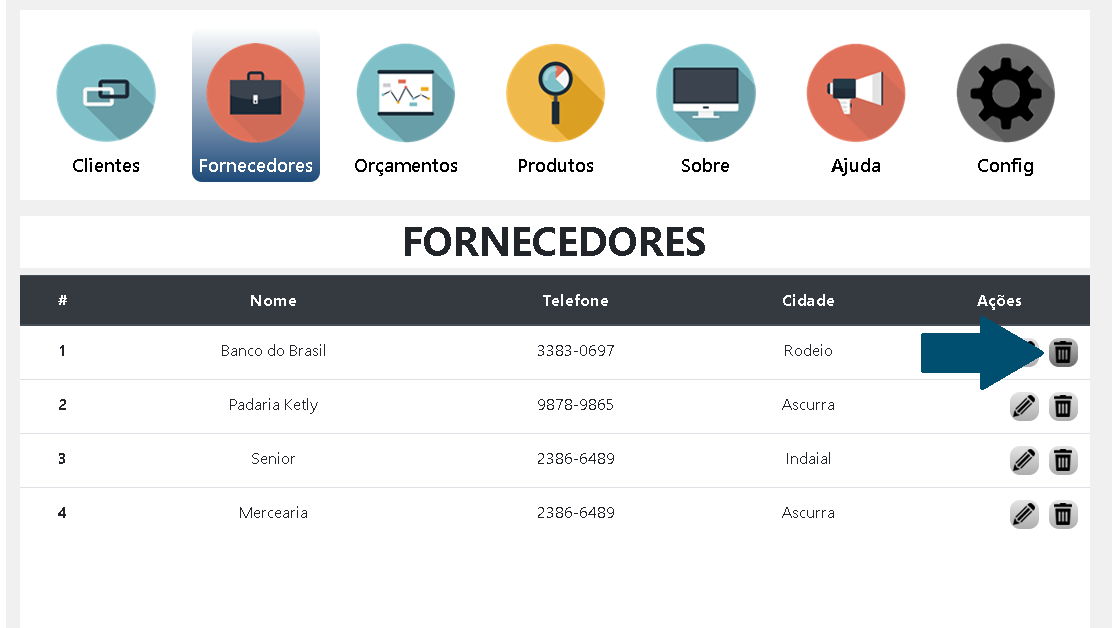 Clientes Fornecedores Orçamentos Produtos Sobre Ajuda Config
FORNECEDORES
# Nome Telefone Cidade Ações
1 Banco do Brasil 3383-0697 Rodeio
2 Padaria Ketly 9878-9865 Ascurra
3 Senior 2386-6489 Indaial
4 Mercearia 2386-6489 Ascurra